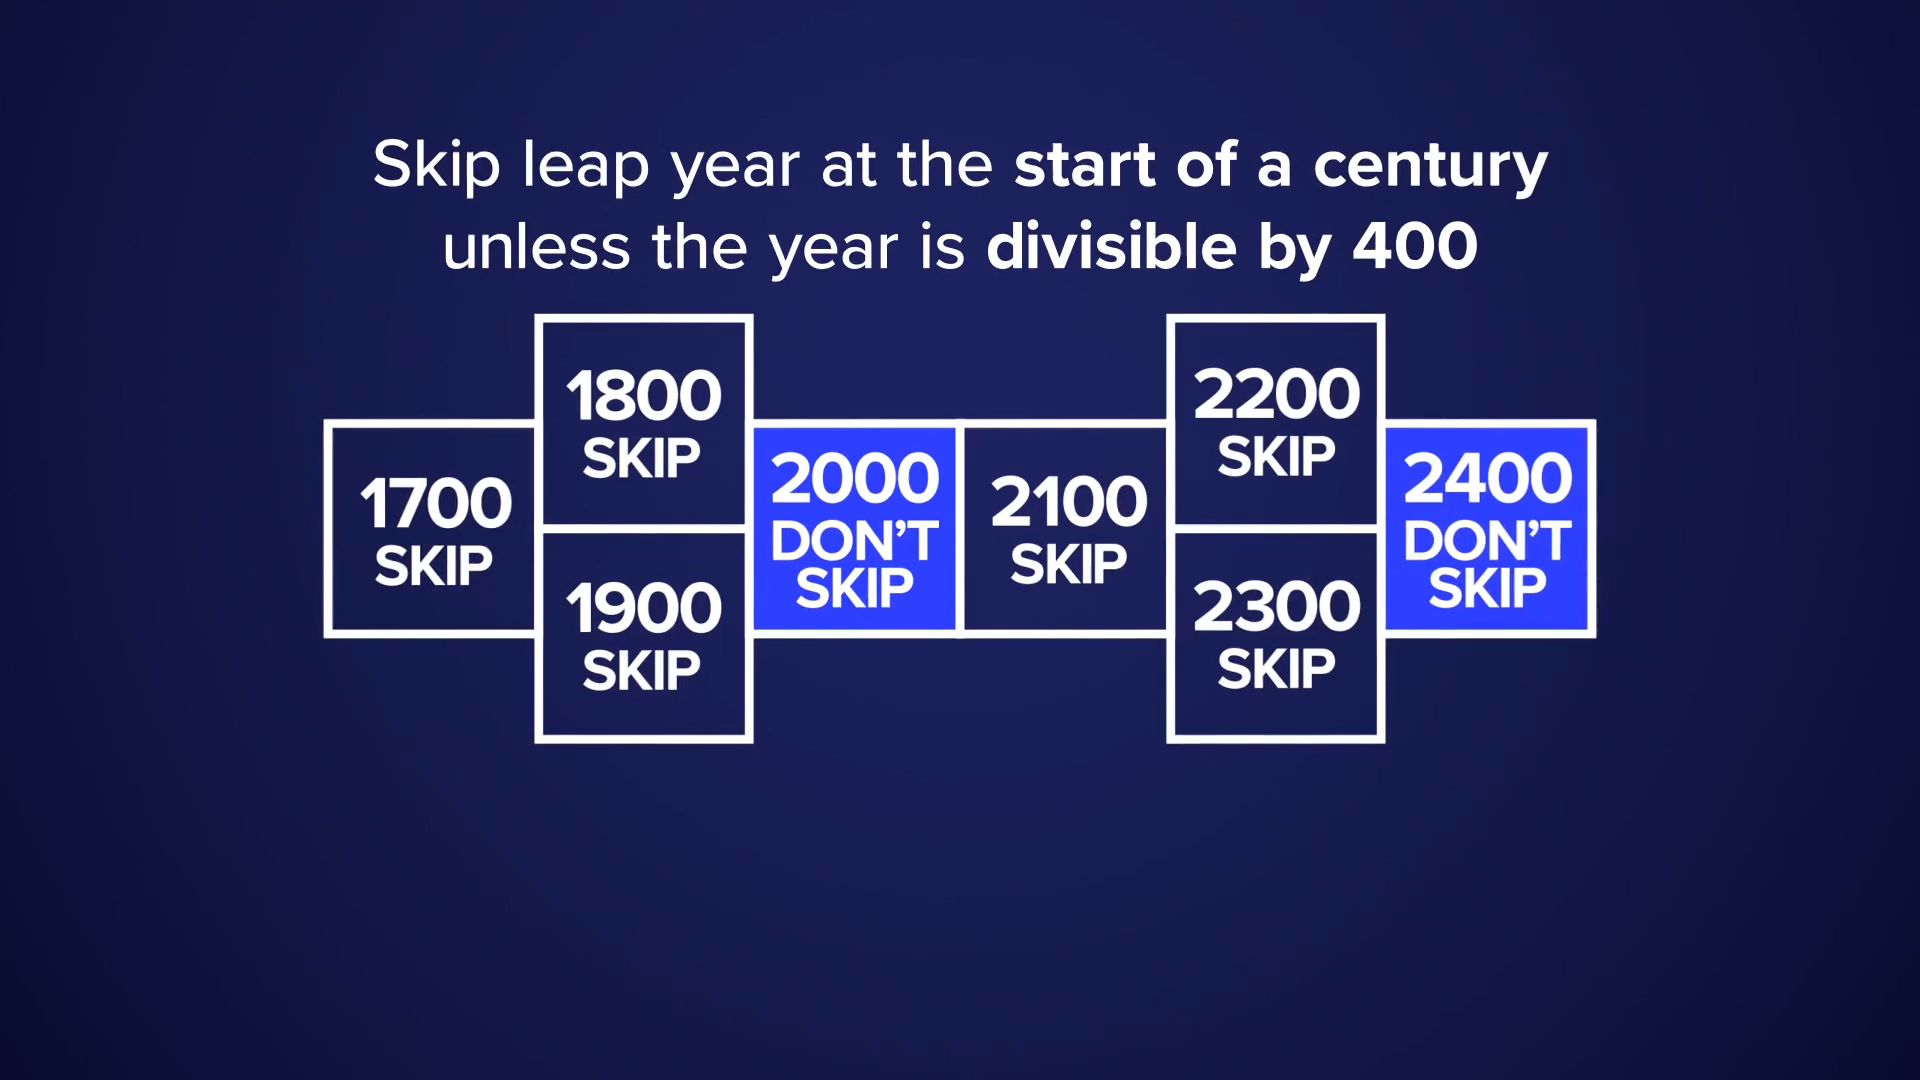 Skip leap year at the start of a century
unless the year is divisible by 400
1700
SKIP
1800
SKIP
1900
SKIP
2000
DON'T
SKIP
2100
SKIP
2200
SKIP
2300
SKIP
2400
DON'T
SKIP